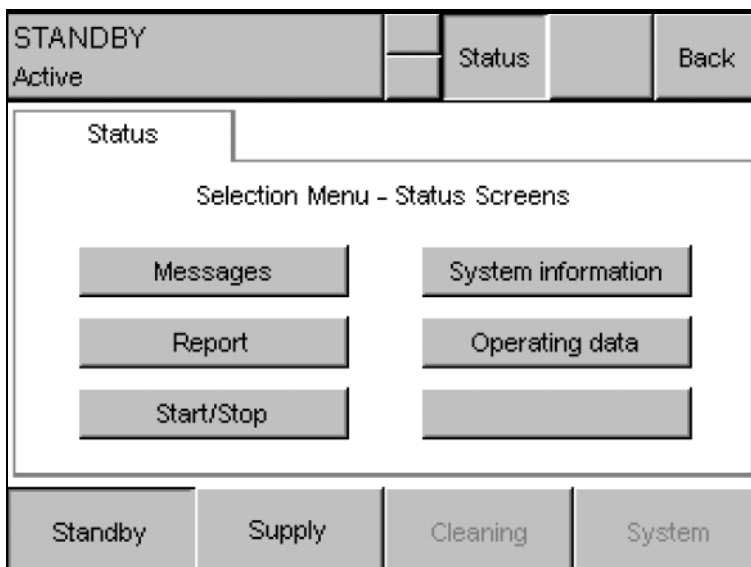 STANDBY
Active
Status
Back
Status
Selection Menu - Status Screens
Messages
System information
Report
Operating data
Start/Stop
Standby
Supply
Cleaning
System